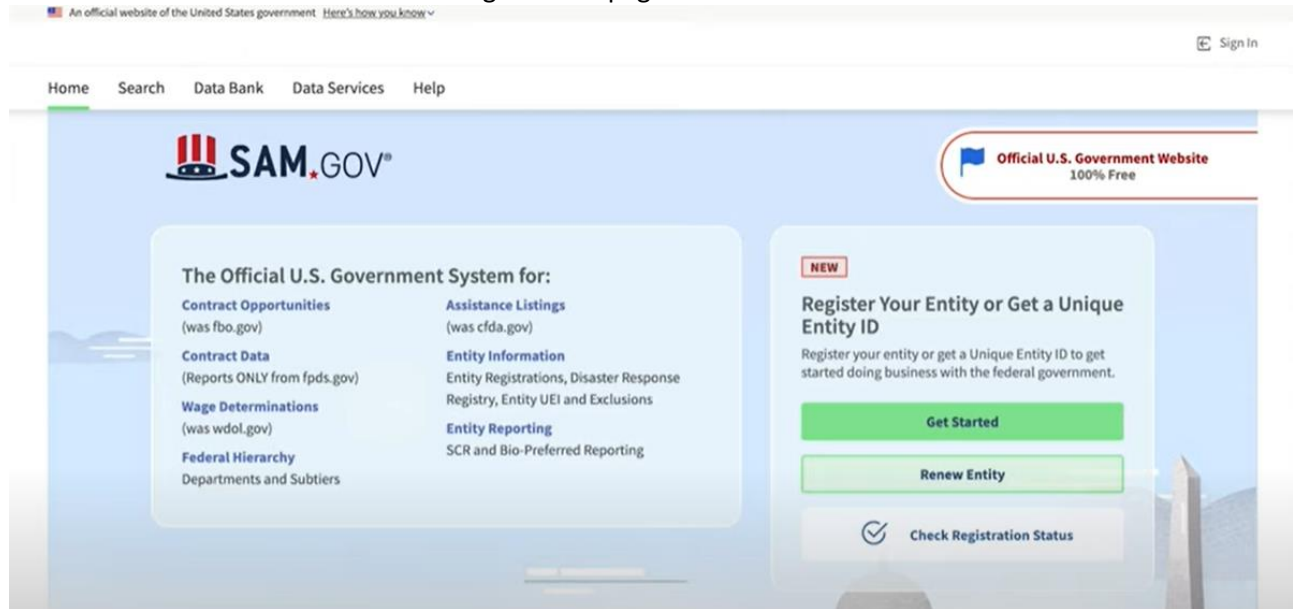 An official website of the United States government Here's how you know
Sign In
Home Search Data Bank Data Services Help
SAM.GOV®
Official U.S. Government Website
100% Free
The Official U.S. Government System for:
Contract Opportunities
(was fbo.gov)
Contract Data
(Reports ONLY from fpds.gov)
Wage Determinations
(was wdol.gov)
Federal Hierarchy
Departments and Subtiers
Assistance Listings
(was cfda.gov)
Entity Information
Entity Registrations, Disaster Response
Registry, Entity UEI and Exclusions
Entity Reporting
SCR and Bio-Preferred Reporting
NEW
Register Your Entity or Get a Unique
Entity ID
Register your entity or get a Unique Entity ID to get
started doing business with the federal government.
Get Started
Renew Entity
Check Registration Status